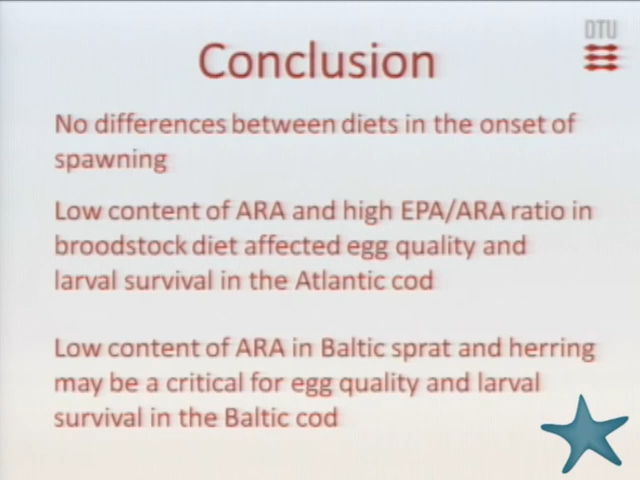 DTU
Conclusion
No differences between diets in the onset of
spawning
Low content of ARA and high EPA/ARA ratio in
broodstock diet affected egg quality and
larval survival in the Atlantic cod
Low content of ARA in Baltic sprat and herring
may be a critical for egg quality and larval
survival in the Baltic cod